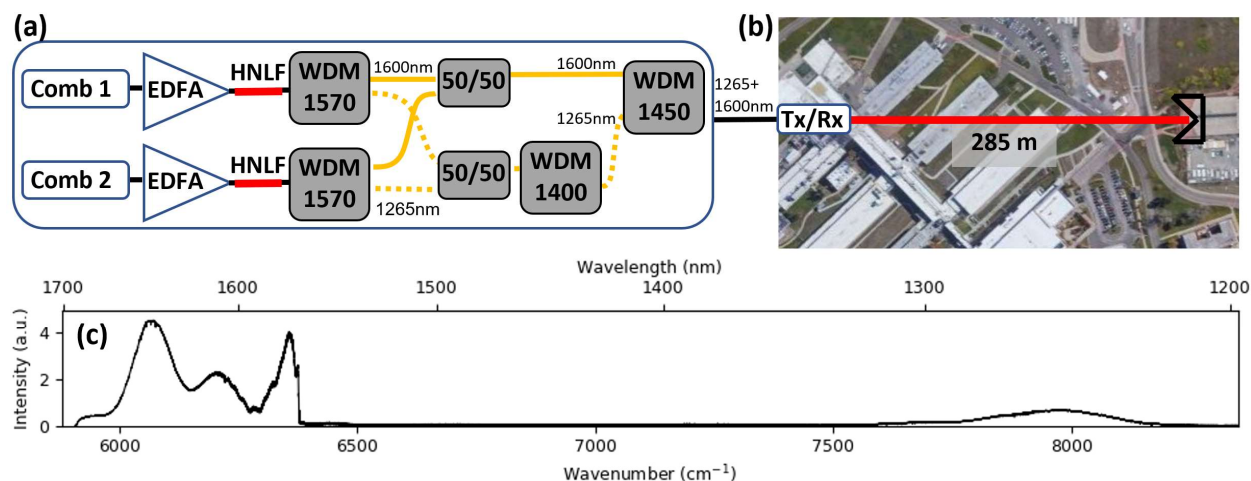 (a)
Comb 1
EDFA
HNLF
WDM
1570
1600nm
50/50
1600nm
WDM
1450
1265+
1600nm
1265nm
Comb 2
EDFA
HNLF
WDM
1570
1265nm
50/50
WDM
1400
(b)
Tx/Rx
285 m
Wavelength (nm)
1700 1600 1500 1400 1300 1200
(c)
Intensity (a.u.)
4
2
0
6000 6500 7000 7500 8000
Wavenumber (cm⁻¹)